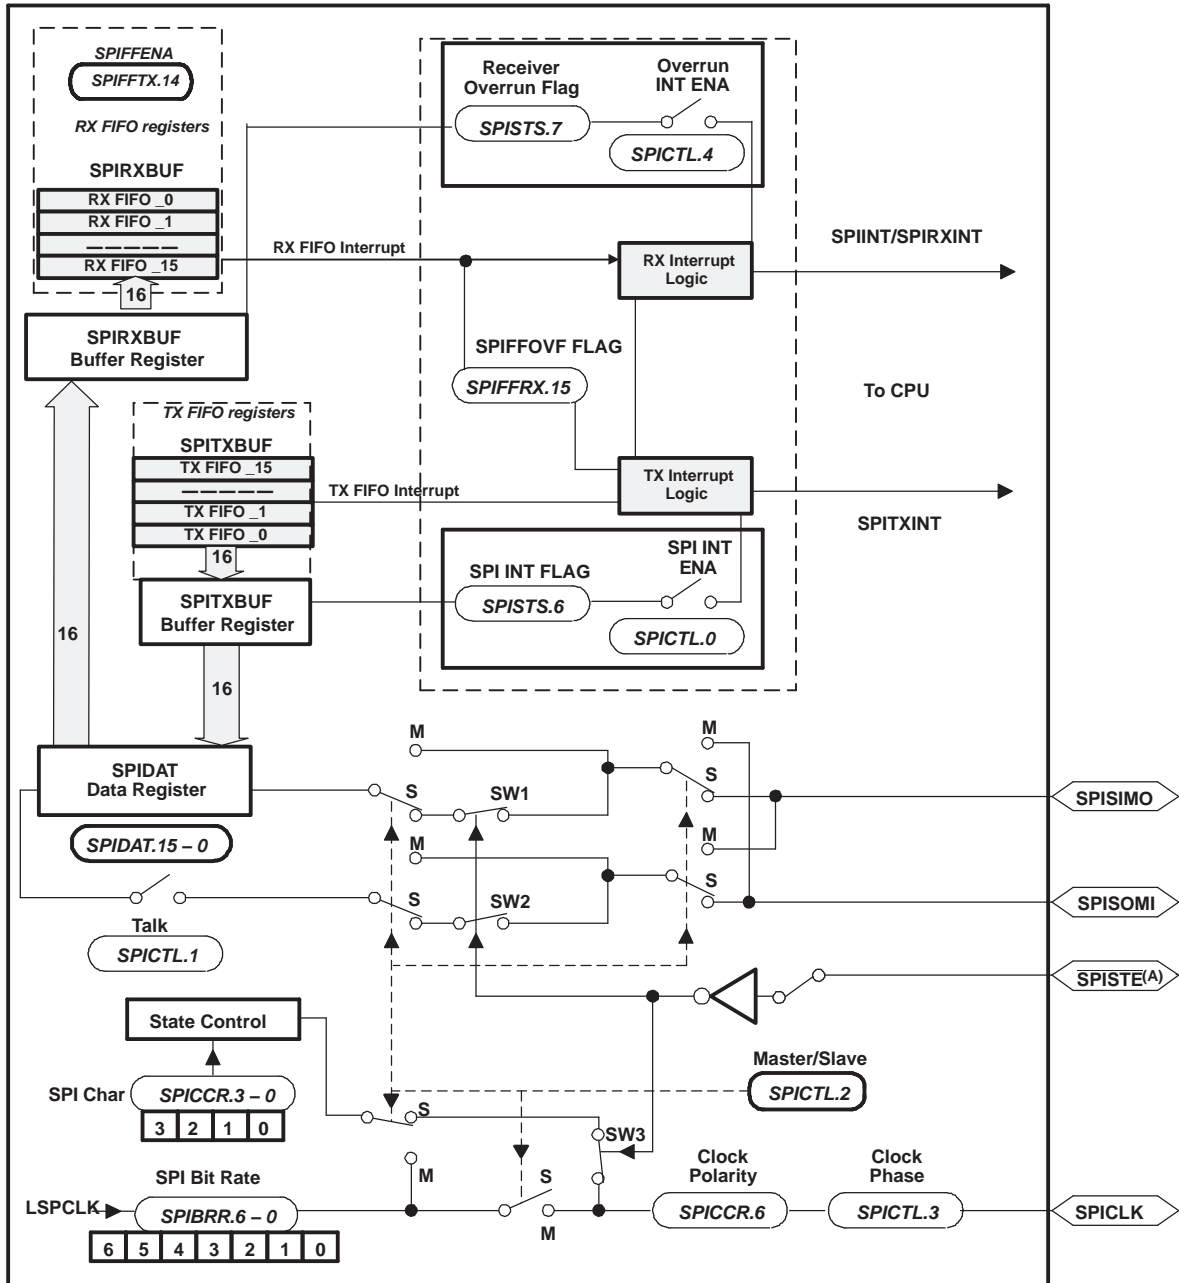 SPIFFENA
SPIFFTX.14
RX FIFO registers
SPIRXBUF
RX FIFO _0
RX FIFO _1
— — — — —
RX FIFO _15
16
SPIRXBUF
Buffer Register
Receiver
Overrun Flag
SPISTS.7
Overrun
INT ENA
SPICTL.4
RX FIFO Interrupt
RX Interrupt
Logic
SPIINT/SPIRXINT
SPIFFOVF FLAG
SPIFFRX.15
To CPU
TX FIFO registers
SPITXBUF
TX FIFO _15
— — — — —
TX FIFO _1
TX FIFO _0
16
TX FIFO Interrupt
TX Interrupt
Logic
SPITXINT
SPITXBUF
Buffer Register
SPI INT FLAG
SPISTS.6
SPI INT
ENA
SPICTL.0
16
16
SPIDAT
Data Register
SPIDAT.15 – 0
M
S
SW1
M
S
SPISIMO
M
S
SW2
M
S
SPISOMI
Talk
SPICTL.1
SPISTE(A)
State Control
Master/Slave
SPICTL.2
SPI Char
SPICCR.3 – 0
3 2 1 0
S
M
SW3
SPI Bit Rate
LSPCLK
SPIBRR.6 – 0
6 5 4 3 2 1 0
S
M
Clock
Polarity
SPICCR.6
Clock
Phase
SPICTL.3
SPICLK